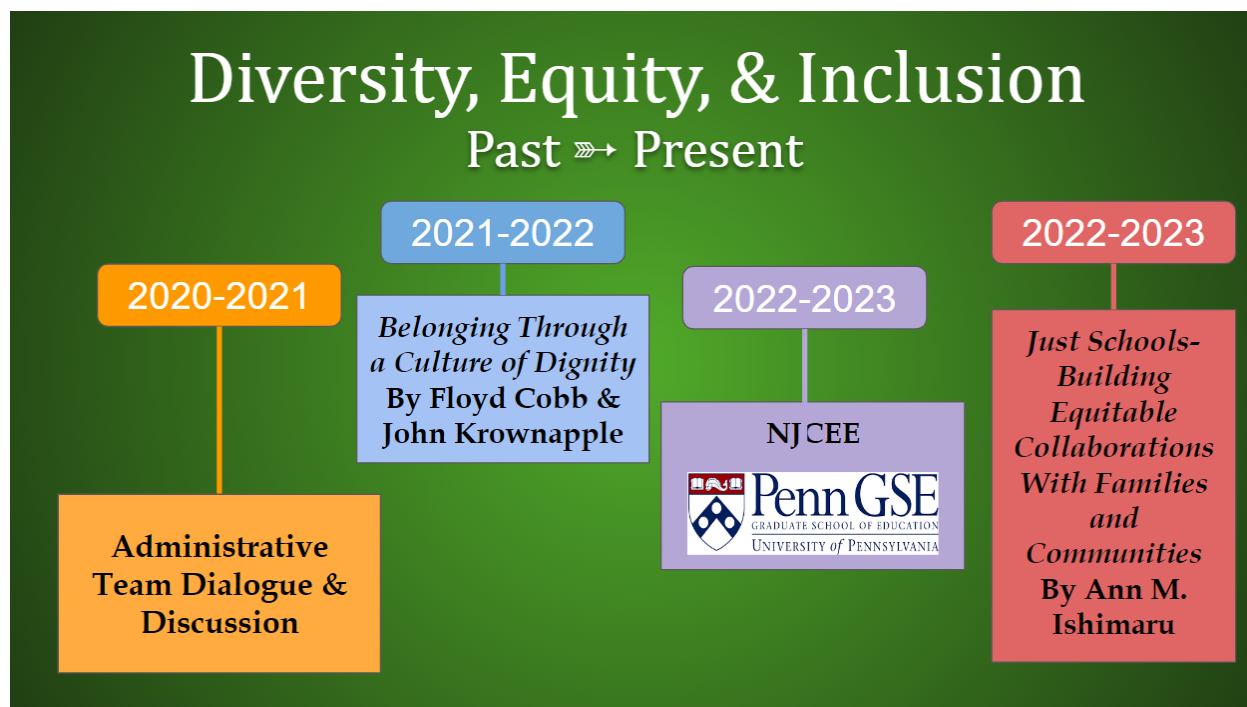 Diversity, Equity, & Inclusion
Past ➳ Present
2020-2021
Administrative
Team Dialogue &
Discussion
2021-2022
Belonging Through
a Culture of Dignity
By Floyd Cobb &
John Krownapple
2022-2023
NJCEE
Penn GSE
GRADUATE SCHOOL OF EDUCATION
UNIVERSITY of PENNSYLVANIA
2022-2023
Just Schools-
Building
Equitable
Collaborations
With Families
and
Communities
By Ann M.
Ishimaru